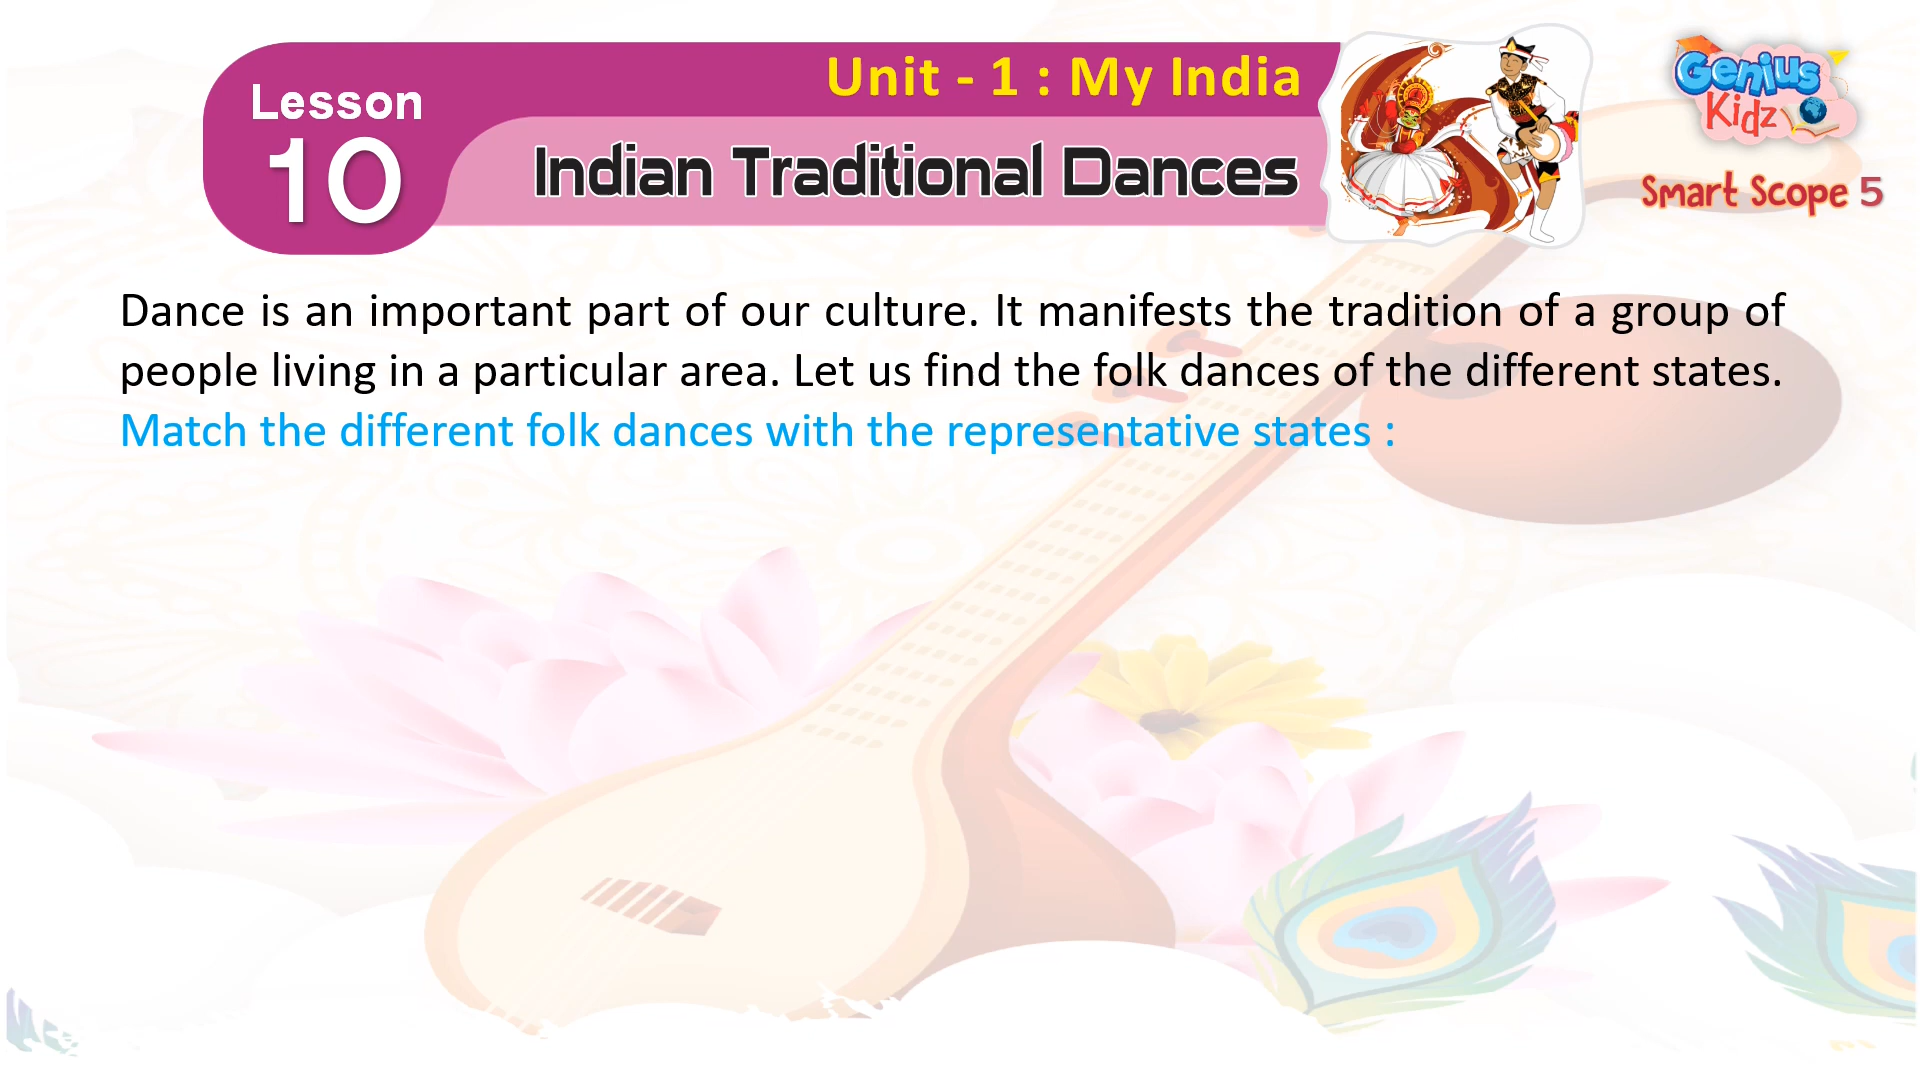 Lesson
10
Unit - 1 : My India
Indian Traditional Dances
Genius
Kidz
Smart Scope 5
Dance is an important part of our culture. It manifests the tradition of a group of
people living in a particular area. Let us find the folk dances of the different states.
Match the different folk dances with the representative states :